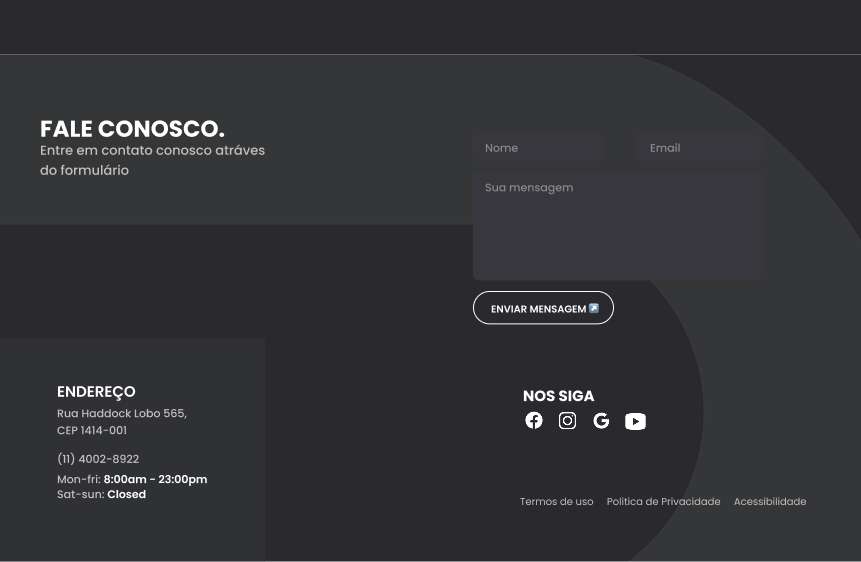 FALE CONOSCO.
Entre em contato conosco atráves
do formulário
Nome
Email
Sua mensagem
ENVIAR MENSAGEM
ENDEREÇO
Rua Haddock Lobo 565,
CEP 1414-001
(11) 4002-8922
Mon-fri: 8:00am - 23:00pm
Sat-sun: Closed
NOS SIGA
Termos de uso Politica de Privacidade Acessibilidade